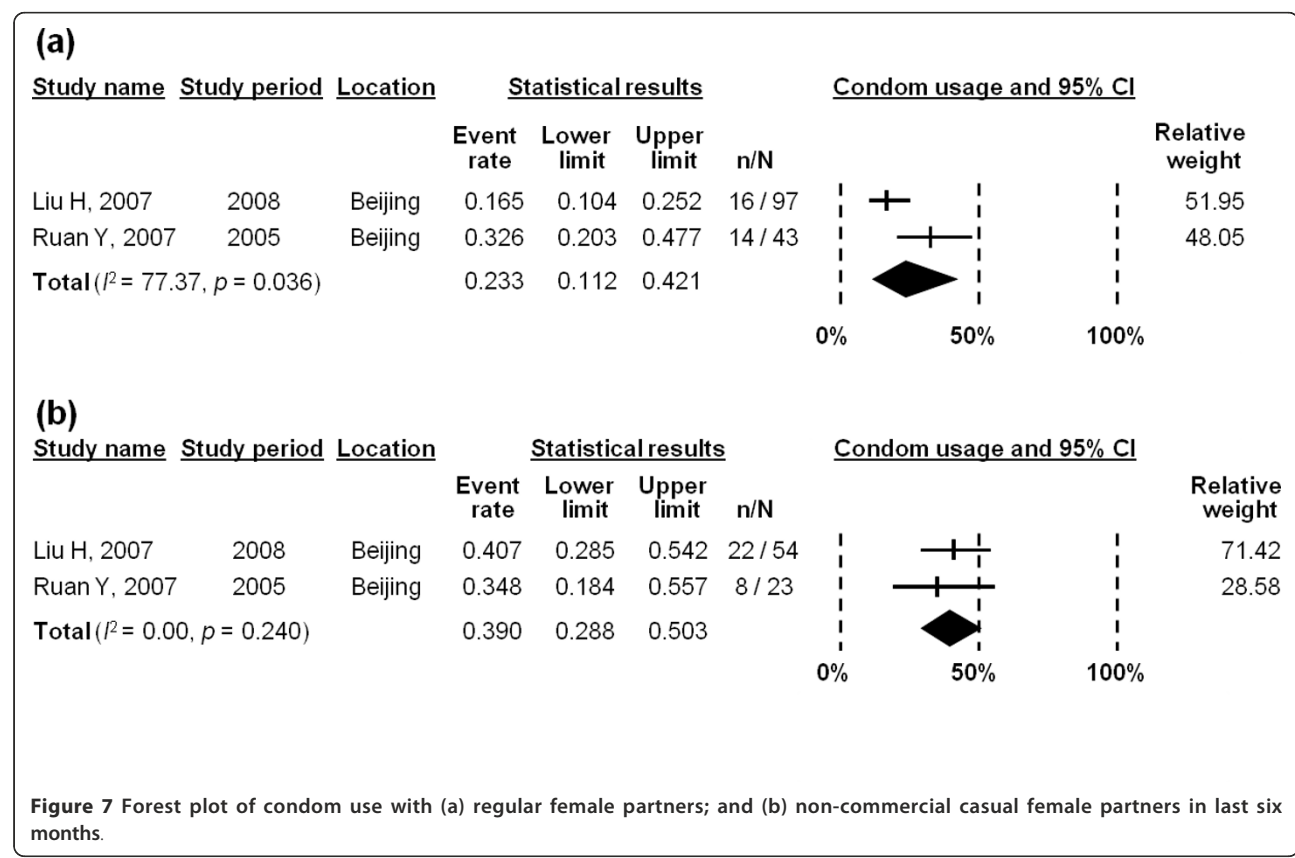 (a)
Study name Study period Location Statistical results Condom usage and 95% CI
Event Lower Upper Relative
rate limit limit n/N weight
Liu H, 2007 2008 Beijing 0.165 0.104 0.252 16 / 97 51.95
Ruan Y, 2007 2005 Beijing 0.326 0.203 0.477 14 / 43 48.05
Total (I² = 77.37, p = 0.036) 0.233 0.112 0.421
0% 50% 100%
(b)
Study name Study period Location Statistical results Condom usage and 95% CI
Event Lower Upper Relative
rate limit limit n/N weight
Liu H, 2007 2008 Beijing 0.407 0.285 0.542 22 / 54 71.42
Ruan Y, 2007 2005 Beijing 0.348 0.184 0.557 8 / 23 28.58
Total (I² = 0.00, p = 0.240) 0.390 0.288 0.503
0% 50% 100%
Figure 7 Forest plot of condom use with (a) regular female partners; and (b) non-commercial casual female partners in last six
months.